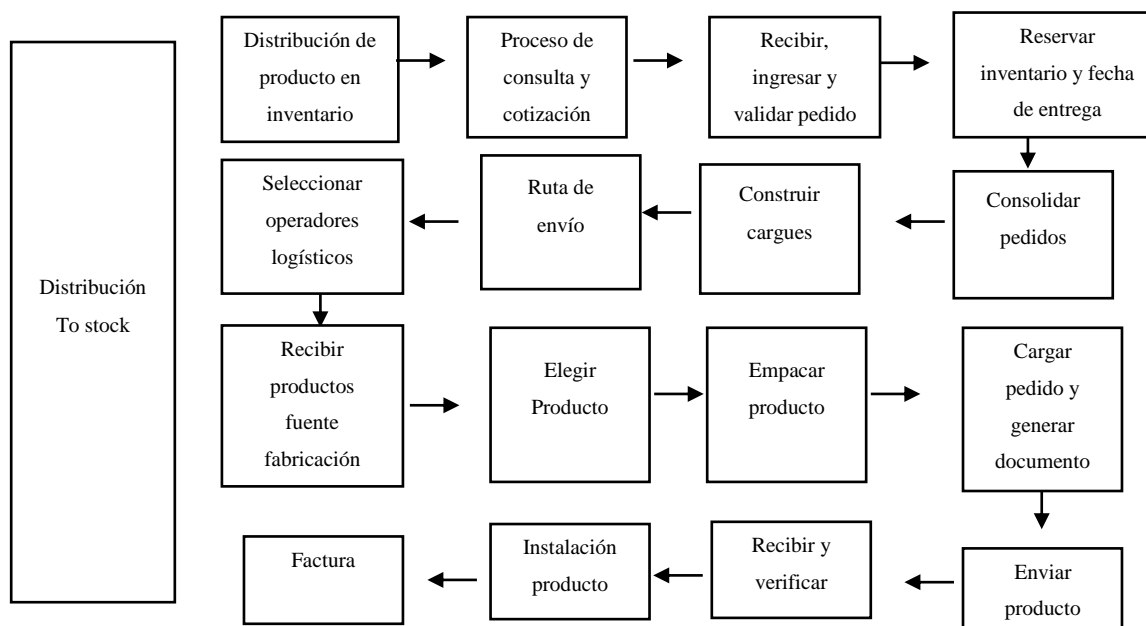 Distribución
To stock
Distribución de
producto en
inventario
Proceso de
consulta y
cotización
Recibir,
ingresar y
validar pedido
Reservar
inventario y fecha
de entrega
Seleccionar
operadores
logísticos
Ruta de
envío
Construir
cargues
Consolidar
pedidos
Recibir
productos
fuente
fabricación
Elegir
Producto
Empacar
producto
Cargar
pedido y
generar
documento
Factura
Instalación
producto
Recibir y
verificar
Enviar
producto